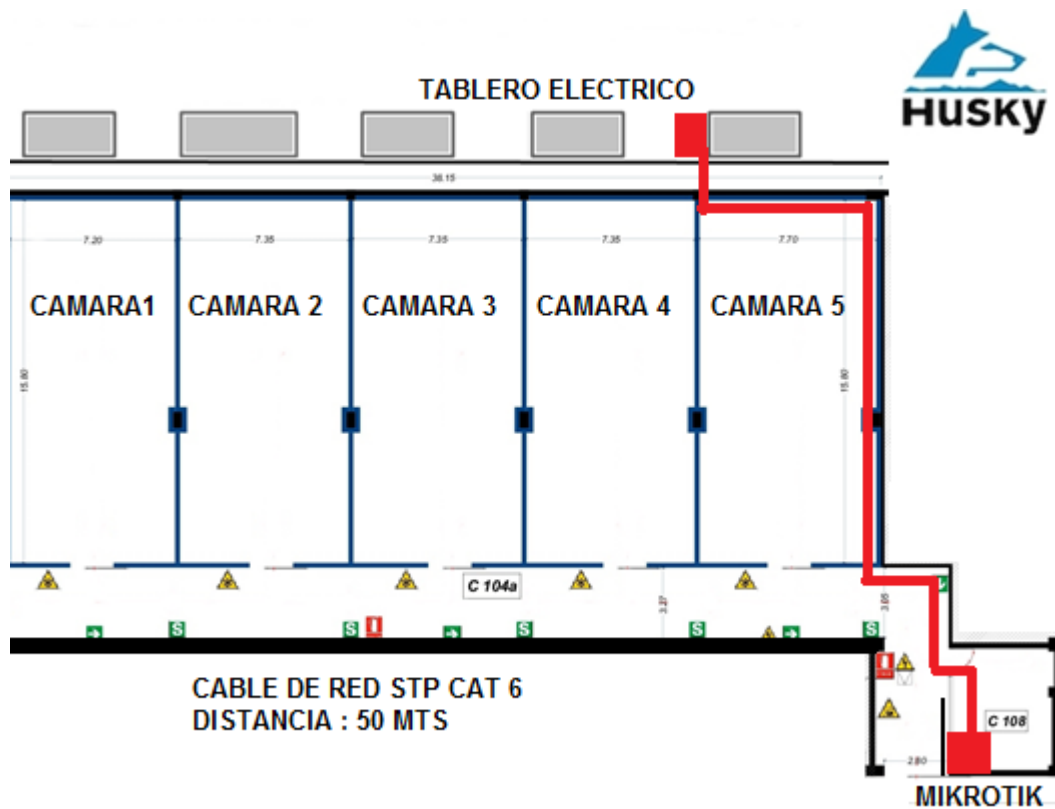 TABLERO ELECTRICO
Husky
38.15
7.20
7.35
7.35
7.35
7.70
CAMARA1
CAMARA 2
CAMARA 3
CAMARA 4
CAMARA 5
15.80
15.80
C 104a
3.27
3.05
S
S
S
S
S
CABLE DE RED STP CAT 6
DISTANCIA : 50 MTS
C 108
2.80
MIKROTIK